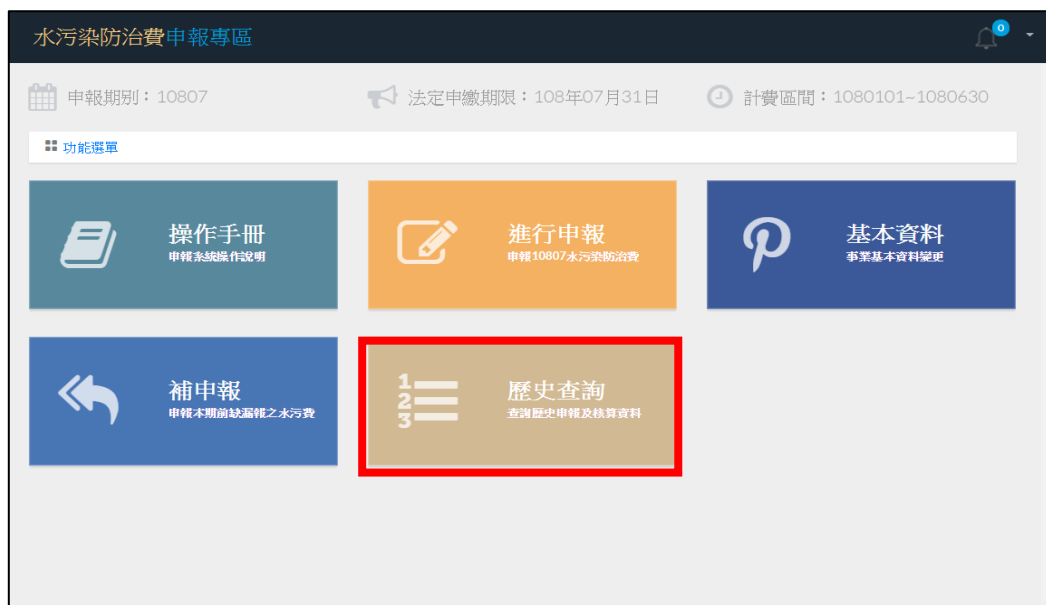 水污染防治費申報專區
0
申報期別：10807
法定申繳期限：108年07月31日
計費區間：1080101~1080630
功能選單
操作手冊
申報系統操作說明
進行申報
申報10807水污染防治費
基本資料
事業基本資料變更
補申報
申報本期前缺漏報之水污費
1
2
3
歷史查詢
查詢歷史申報及核算資料